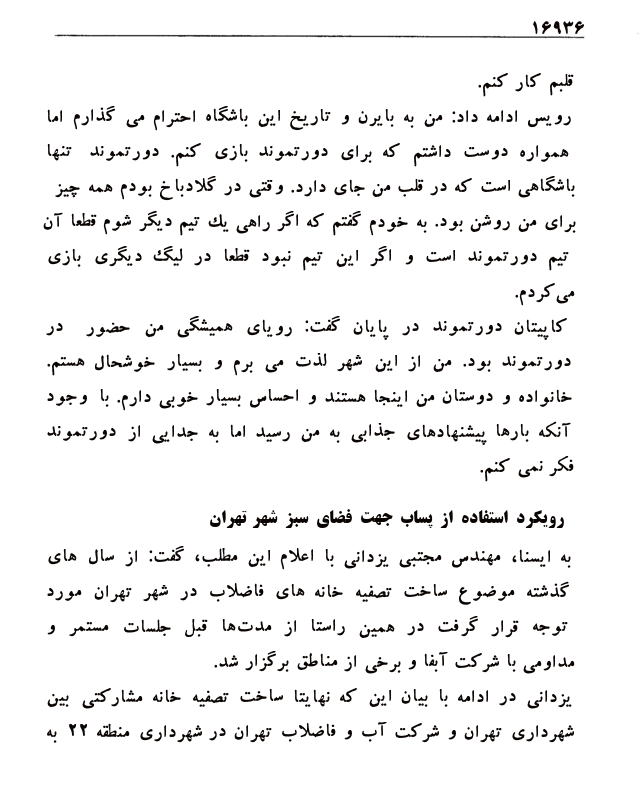 ۱۶۹۳۶
قلبم کار کنم.
رویس ادامه داد: من به بایرن و تاریخ این باشگاه احترام می گذارم اما
همواره دوست داشتم که برای دورتموند بازی کنم. دورتموند تنها
باشگاهی است که در قلب من جای دارد. وقتی در گلادباخ بودم همه چیز
برای من روشن بود. به خودم گفتم که اگر راهی یك تیم دیگر شوم قطعا آن
تیم دورتموند است و اگر این تیم نبود قطعا در لیگ دیگری بازی
می‌کردم.
کاپیتان دورتموند در پایان گفت: رویای همیشگی من حضور در
دورتموند بود. من از این شهر لذت می برم و بسیار خوشحال هستم.
خانواده و دوستان من اینجا هستند و احساس بسیار خوبی دارم. با وجود
آنکه بارها پیشنهادهای جذابی به من رسید اما به جدایی از دورتموند
فکر نمی کنم.
رویکرد استفاده از پساب جهت فضای سبز شهر تهران
به ایسنا، مهندس مجتبی یزدانی با اعلام این مطلب، گفت: از سال های
گذشته موضوع ساخت تصفیه خانه های فاضلاب در شهر تهران مورد
توجه قرار گرفت در همین راستا از مدت‌ها قبل جلسات مستمر و
مداومی با شرکت آبفا و برخی از مناطق برگزار شد.
یزدانی در ادامه با بیان این که نهایتا ساخت تصفیه خانه مشارکتی بین
شهرداری تهران و شرکت آب و فاضلاب تهران در شهرداری منطقه ۲۲ به